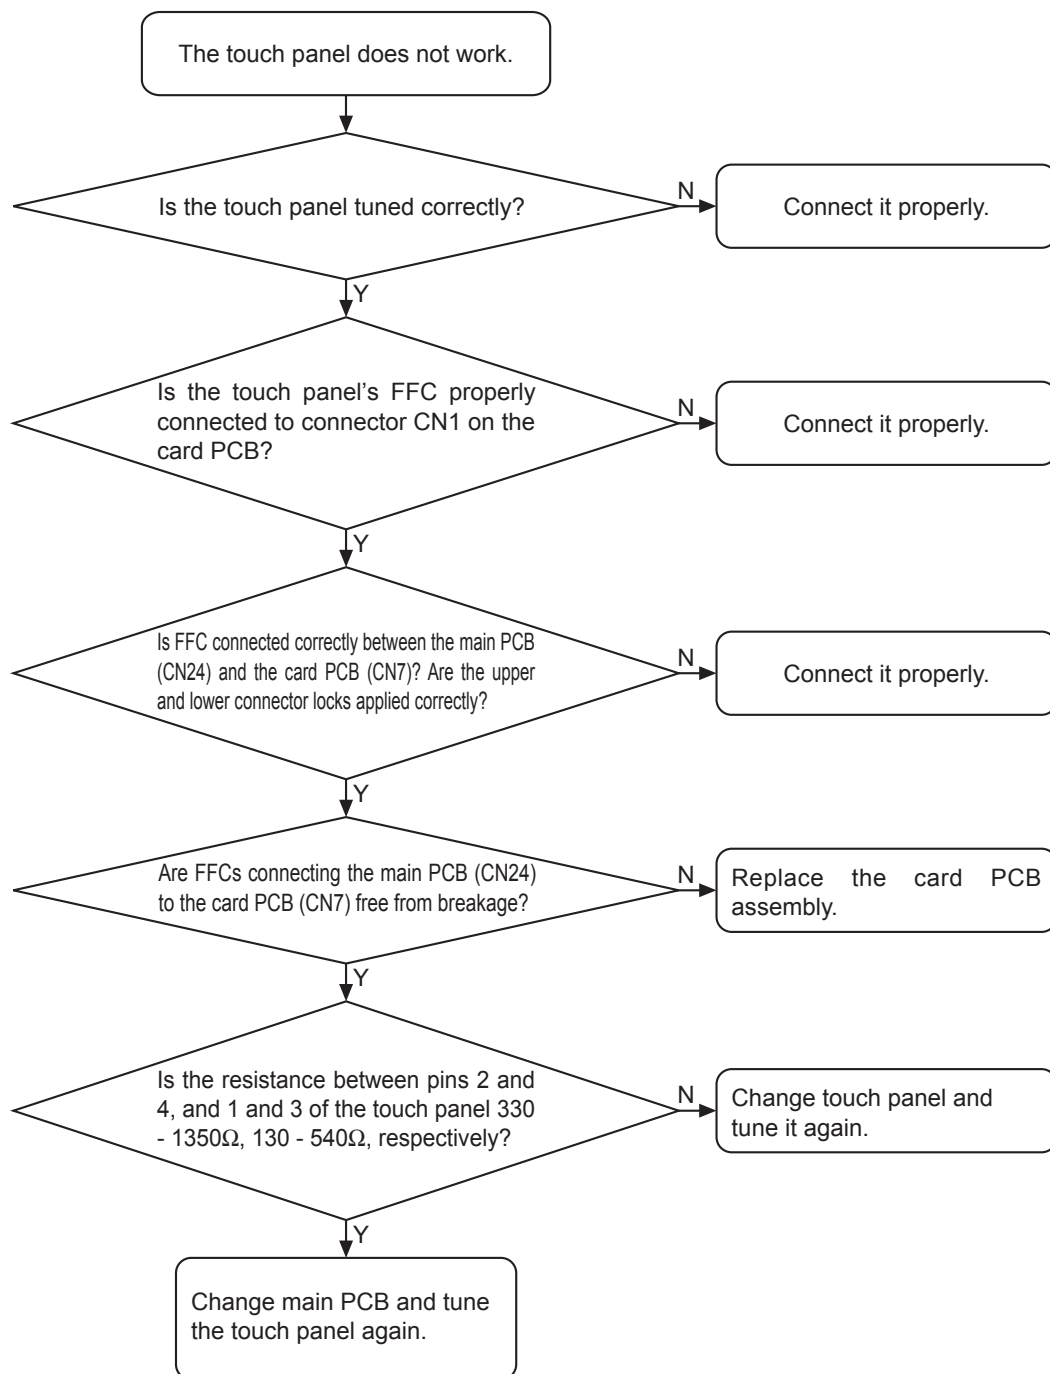 The touch panel does not work.
Is the touch panel tuned correctly?
N
Connect it properly.
Y
Is the touch panel's FFC properly
connected to connector CN1 on the
card PCB?
N
Connect it properly.
Y
Is FFC connected correctly between the main PCB
(CN24) and the card PCB (CN7)? Are the upper
and lower connector locks applied correctly?
N
Connect it properly.
Y
Are FFCs connecting the main PCB (CN24)
to the card PCB (CN7) free from breakage?
N
Replace the card PCB
assembly.
Y
Is the resistance between pins 2 and
4, and 1 and 3 of the touch panel 330
- 1350Ω, 130 - 540Ω, respectively?
N
Change touch panel and
tune it again.
Y
Change main PCB and tune
the touch panel again.